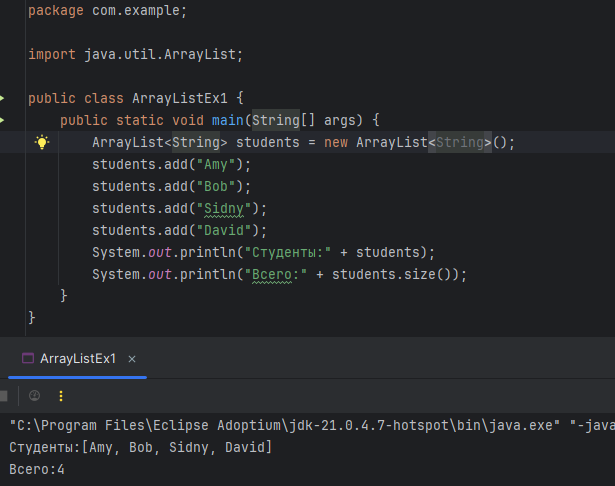 package com.example;
import java.util.ArrayList;
public class ArrayListEx1 {
public static void main(String[] args) {
ArrayList<String> students = new ArrayList<String>();
students.add("Amy");
students.add("Bob");
students.add("Sidny");
students.add("David");
System.out.println("Студенты:" + students);
System.out.println("Всего:" + students.size());
}
}
ArrayListEx1 ×
"C:\Program Files\Eclipse Adoptium\jdk-21.0.4.7-hotspot\bin\java.exe" "-java
Студенты:[Amy, Bob, Sidny, David]
Всего:4